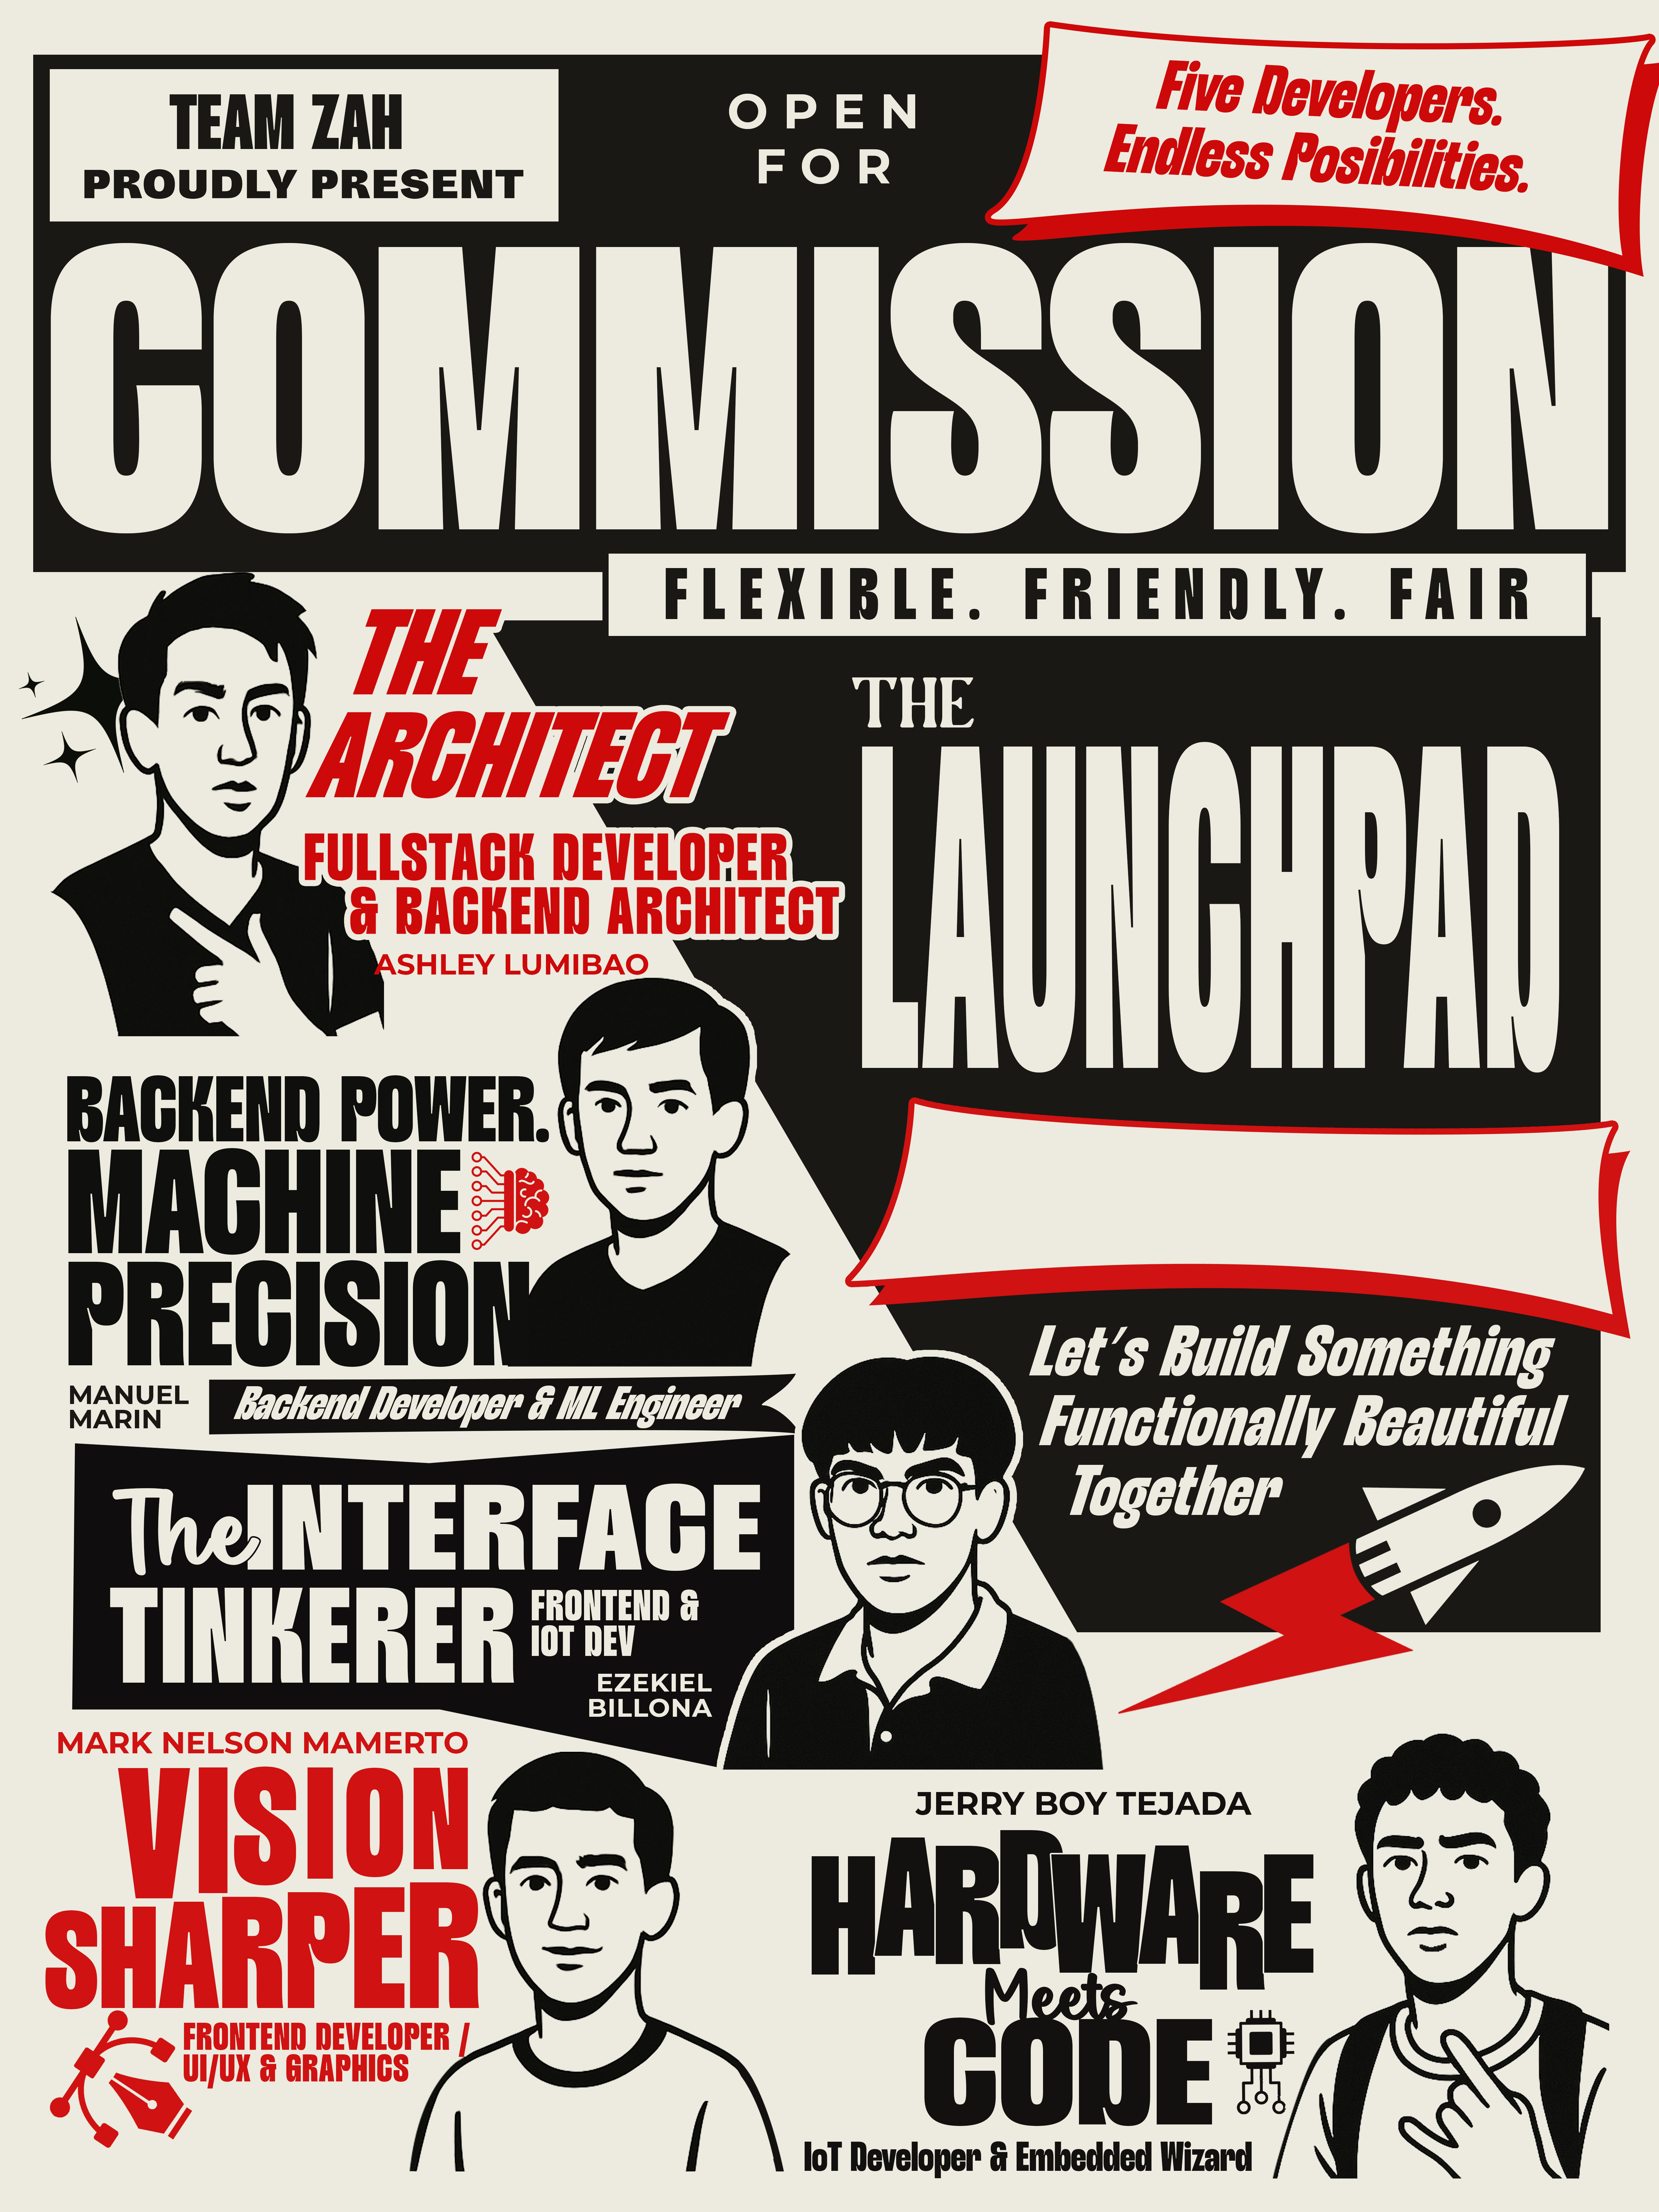 TEAM ZAH
PROUDLY PRESENT
OPEN
FOR
Five Developers.
Endless Posibilities.
COMMISSION
FLEXIBLE. FRIENDLY. FAIR
THE
ARCHITECT
FULLSTACK DEVELOPER
& BACKEND ARCHITECT
ASHLEY LUMIBAO
THE
LAUNCHPAD
BACKEND POWER.
MACHINE
PRECISION
MANUEL
MARIN
Backend Developer & ML Engineer
Let's Build Something
Functionally Beautiful
Together
The INTERFACE
TINKERER
FRONTEND &
IOT DEV
EZEKIEL
BILLONA
MARK NELSON MAMERTO
VISION
SHARPER
FRONTEND DEVELOPER /
UI/UX & GRAPHICS
JERRY BOY TEJADA
HARDWARE
Meets
CODE
IoT Developer & Embedded Wizard